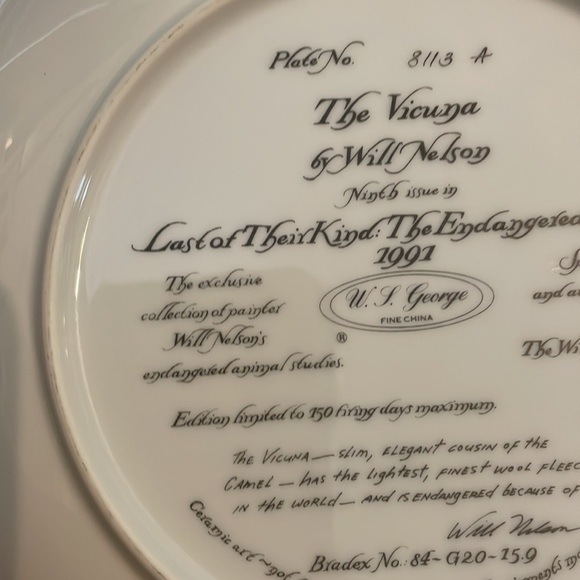 Plate No. 8113 A
The Vicuna
by Will Nelson
Ninth issue in
Last of Their Kind: The Endangered
1991
The exclusive
collection of painter
Will Nelson's
endangered animal studies.
W. S. George
FINE CHINA
®
and
The
Edition limited to 150 firing days maximum.
The Vicuna — slim, elegant cousin of the
camel — has the lightest, finest wool
in the world — and is endangered because of
Will Nelson
Bradex No.: 84-G20-15.9
Ceramic art ~ not